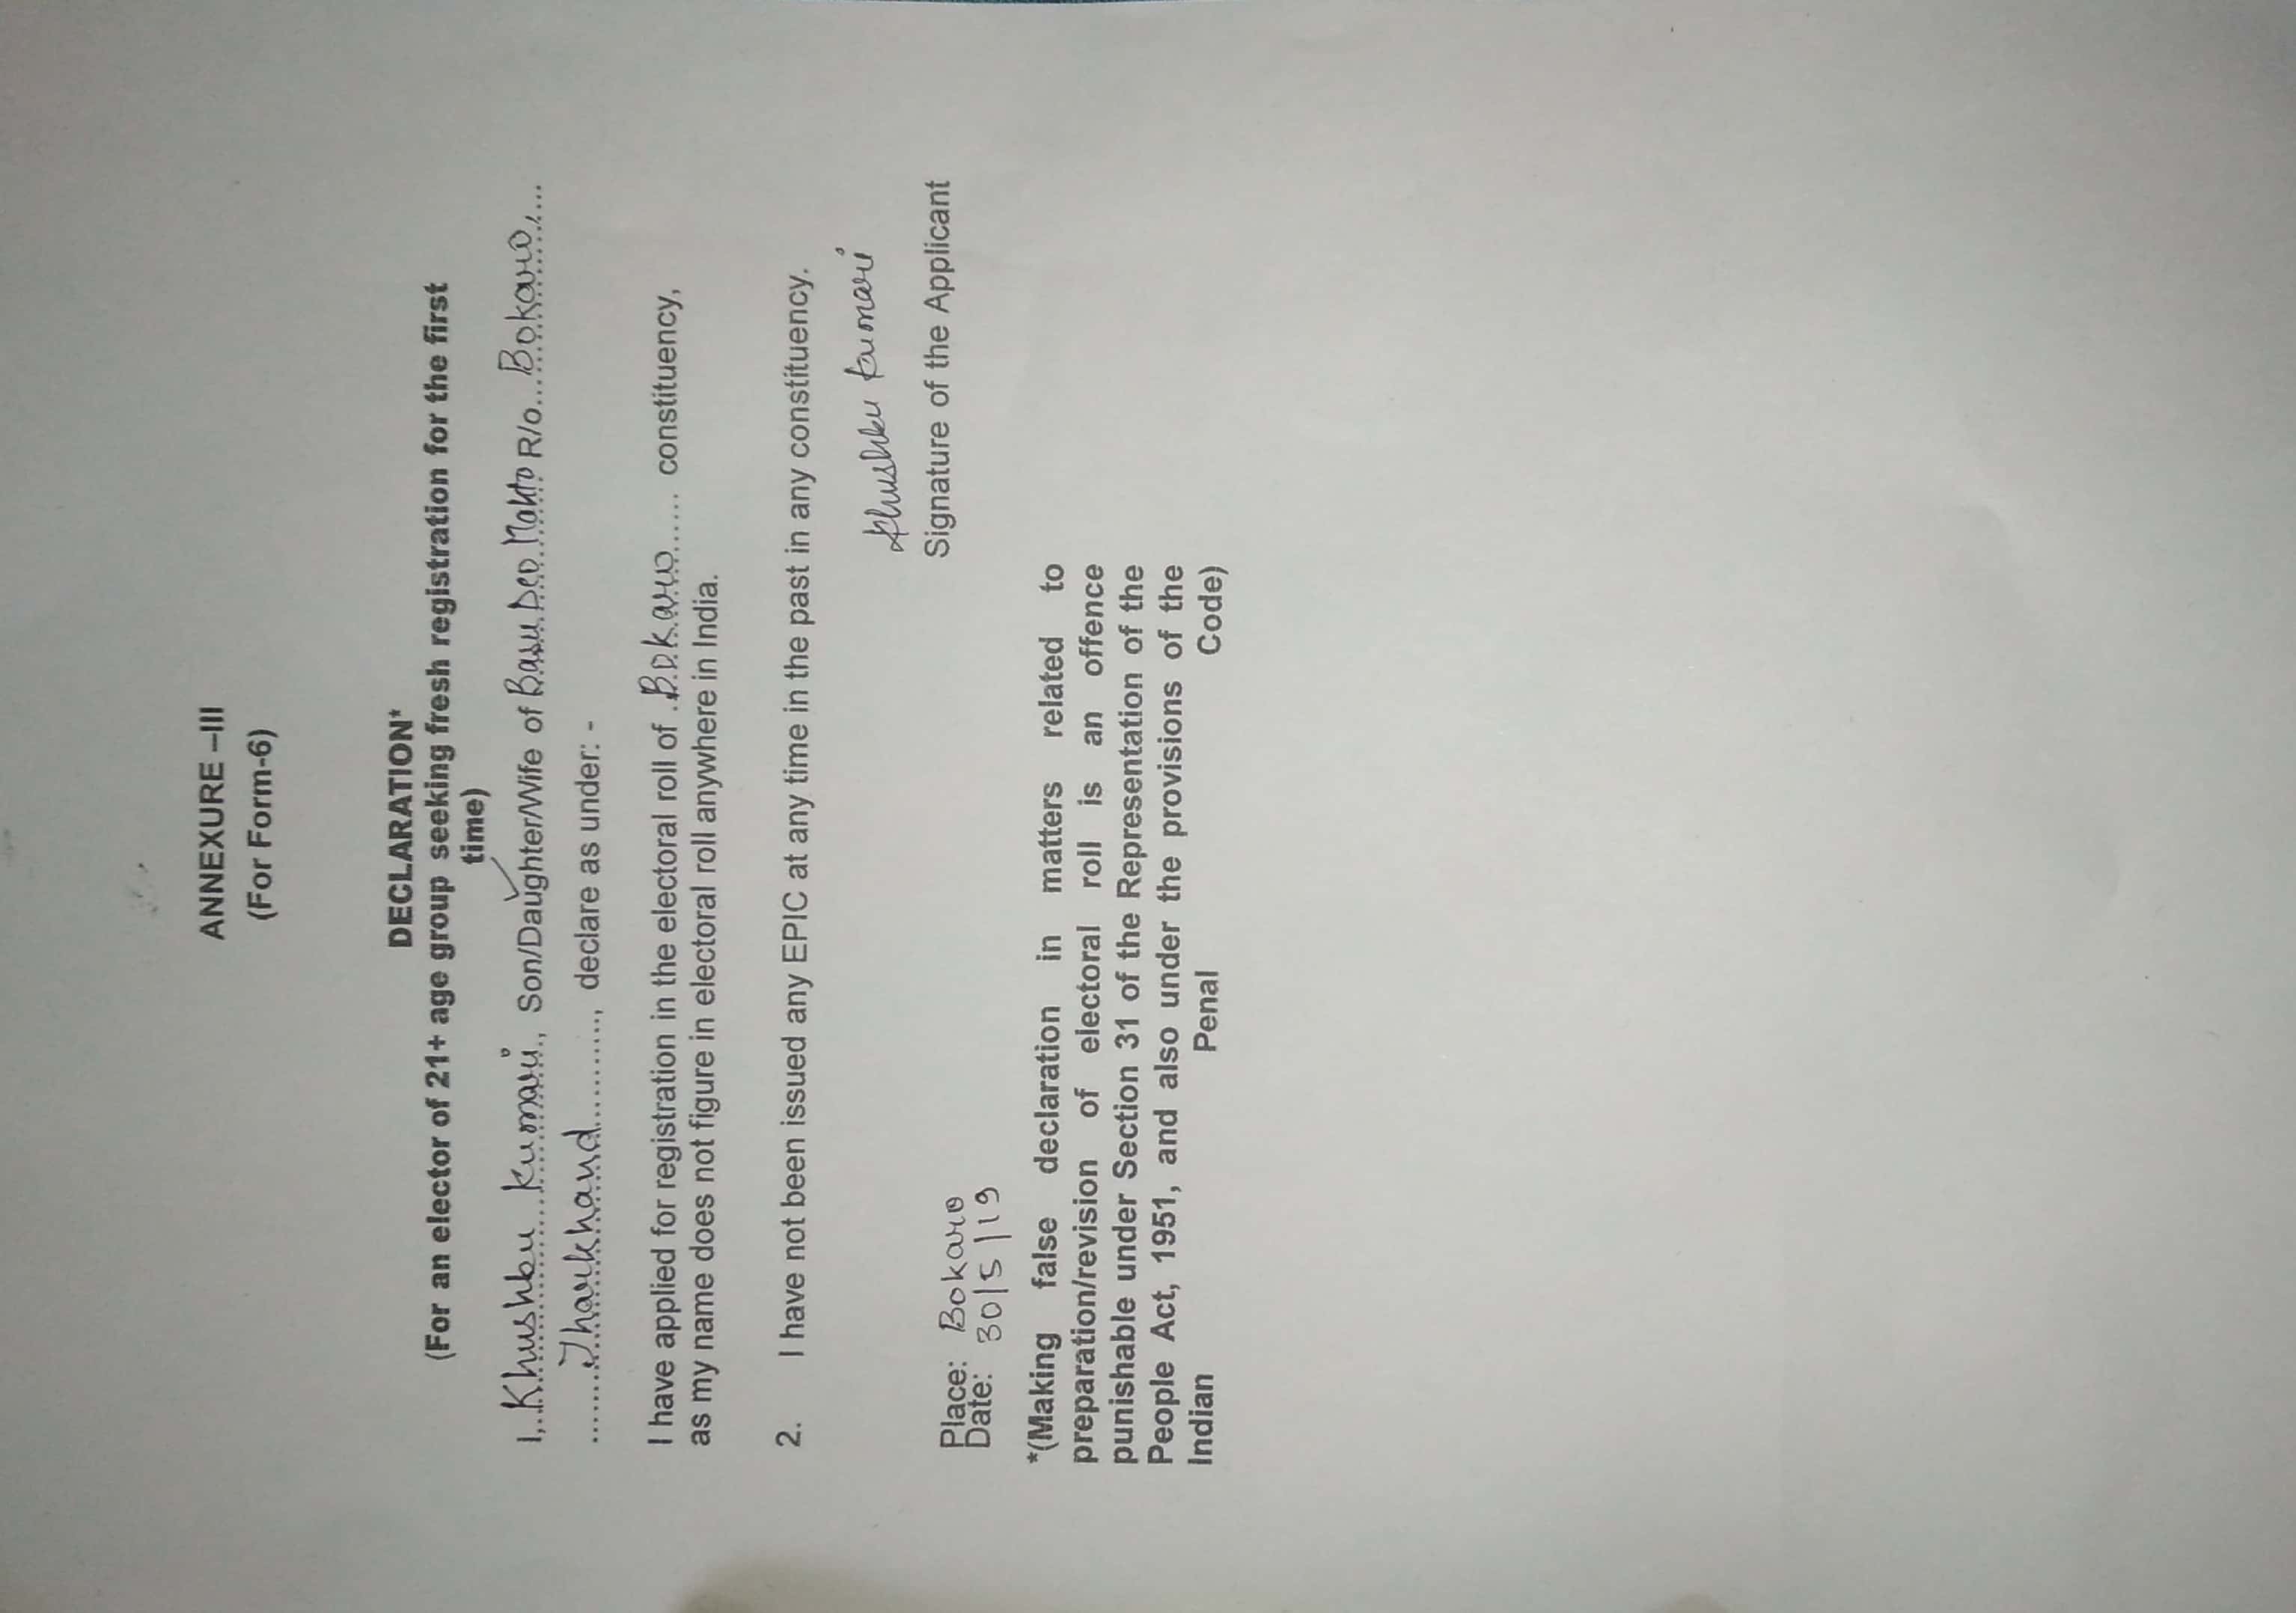 ANNEXURE –III
(For Form-6)
DECLARATION*
(For an elector of 21+ age group seeking fresh registration for the first
time)
I, Khushbu Kumari, Son/Daughter/Wife of Basu Deo Mahto R/o Bokaro,
Jharkhand, declare as under: -
I have applied for registration in the electoral roll of Bokaro constituency,
as my name does not figure in electoral roll anywhere in India.
2. I have not been issued any EPIC at any time in the past in any constituency.
Khushbu Kumari
Signature of the Applicant
Place: Bokaro
Date: 30/5/19
*(Making false declaration in matters related to
preparation/revision of electoral roll is an offence
punishable under Section 31 of the Representation of the
People Act, 1951, and also under the provisions of the
Indian Penal Code)